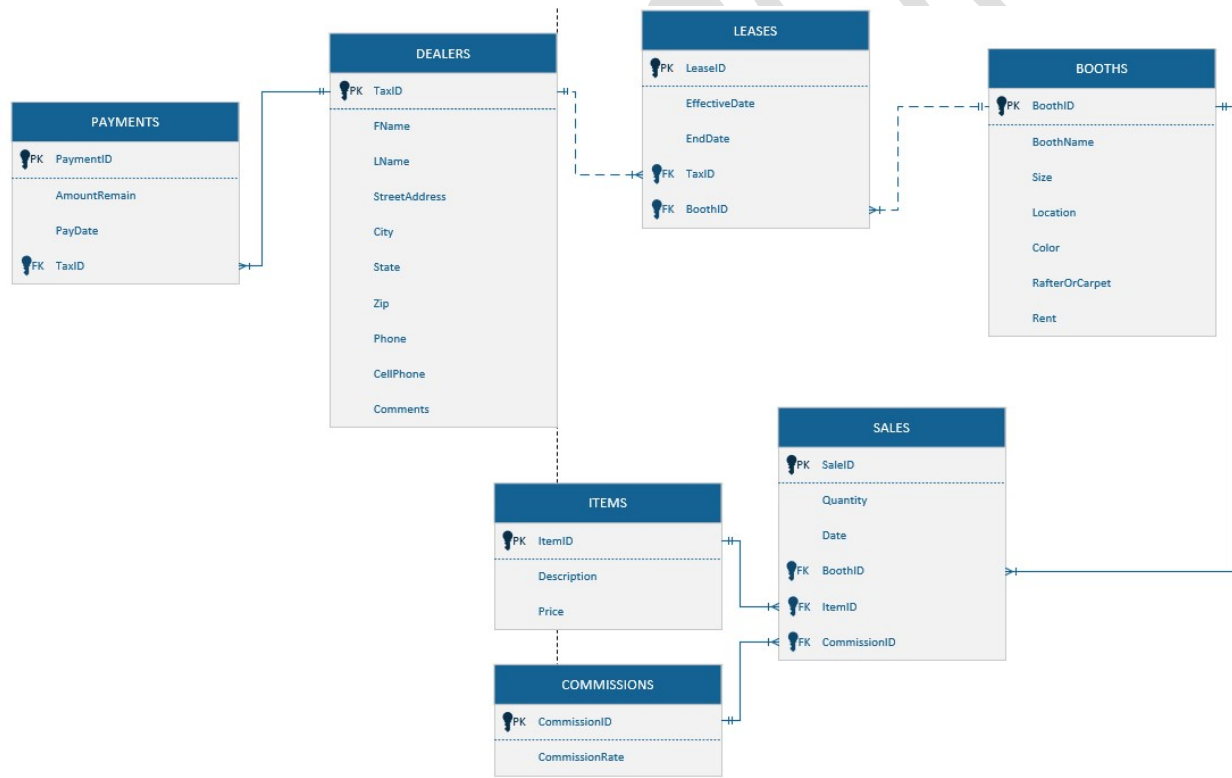 PAYMENTS
PK PaymentID
AmountRemain
PayDate
FK TaxID
DEALERS
PK TaxID
FName
LName
StreetAddress
City
State
Zip
Phone
CellPhone
Comments
LEASES
PK LeaseID
EffectiveDate
EndDate
FK TaxID
FK BoothID
BOOTHS
PK BoothID
BoothName
Size
Location
Color
RafterOrCarpet
Rent
ITEMS
PK ItemID
Description
Price
SALES
PK SaleID
Quantity
Date
FK BoothID
FK ItemID
FK CommissionID
COMMISSIONS
PK CommissionID
CommissionRate